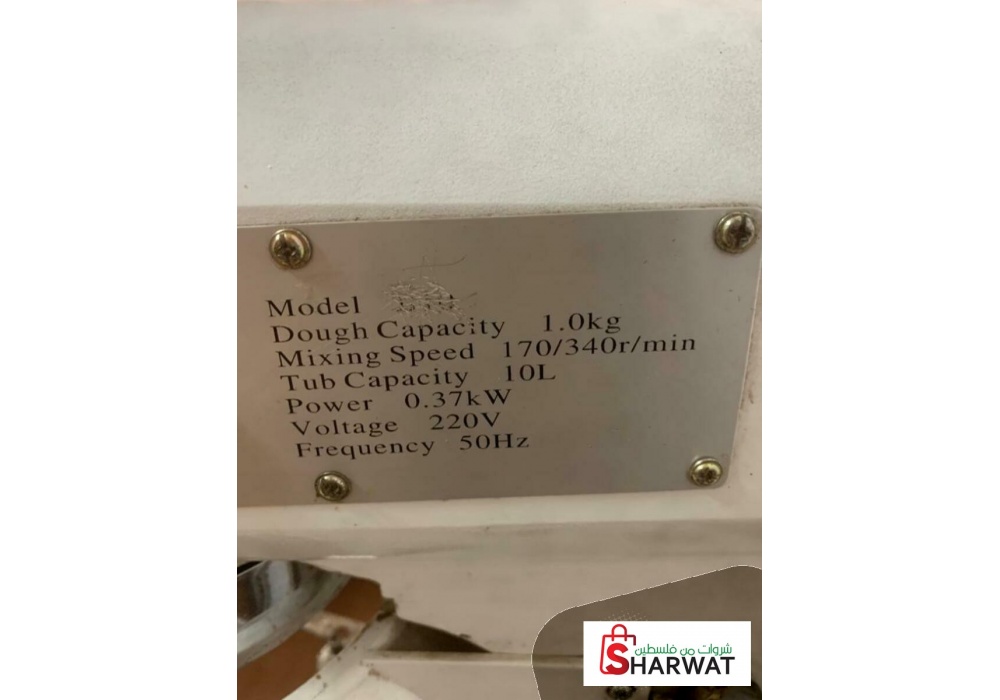 Model
Dough Capacity 1.0kg
Mixing Speed 170/340r/min
Tub Capacity 10L
Power 0.37kW
Voltage 220V
Frequency 50Hz
شروات من فلسطين
SHARWAT